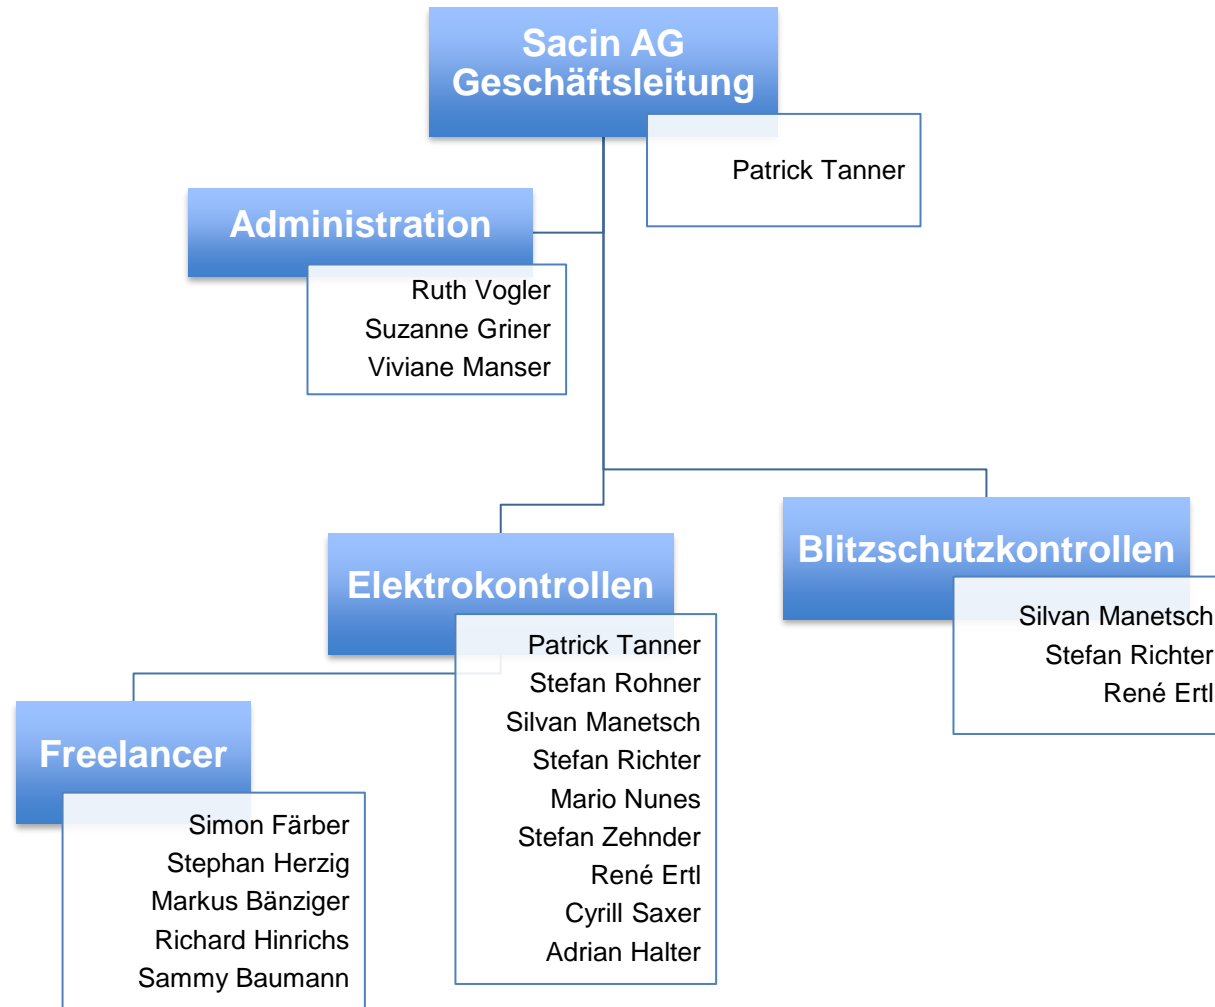 Sacin AG
Geschäftsleitung
Patrick Tanner
Administration
Ruth Vogler
Suzanne Griner
Viviane Manser
Elektrokontrollen
Patrick Tanner
Stefan Rohner
Silvan Manetsch
Stefan Richter
Mario Nunes
Stefan Zehnder
René Ertl
Cyrill Saxer
Adrian Halter
Blitzschutzkontrollen
Silvan Manetsch
Stefan Richter
René Ertl
Freelancer
Simon Färber
Stephan Herzig
Markus Bänziger
Richard Hinrichs
Sammy Baumann